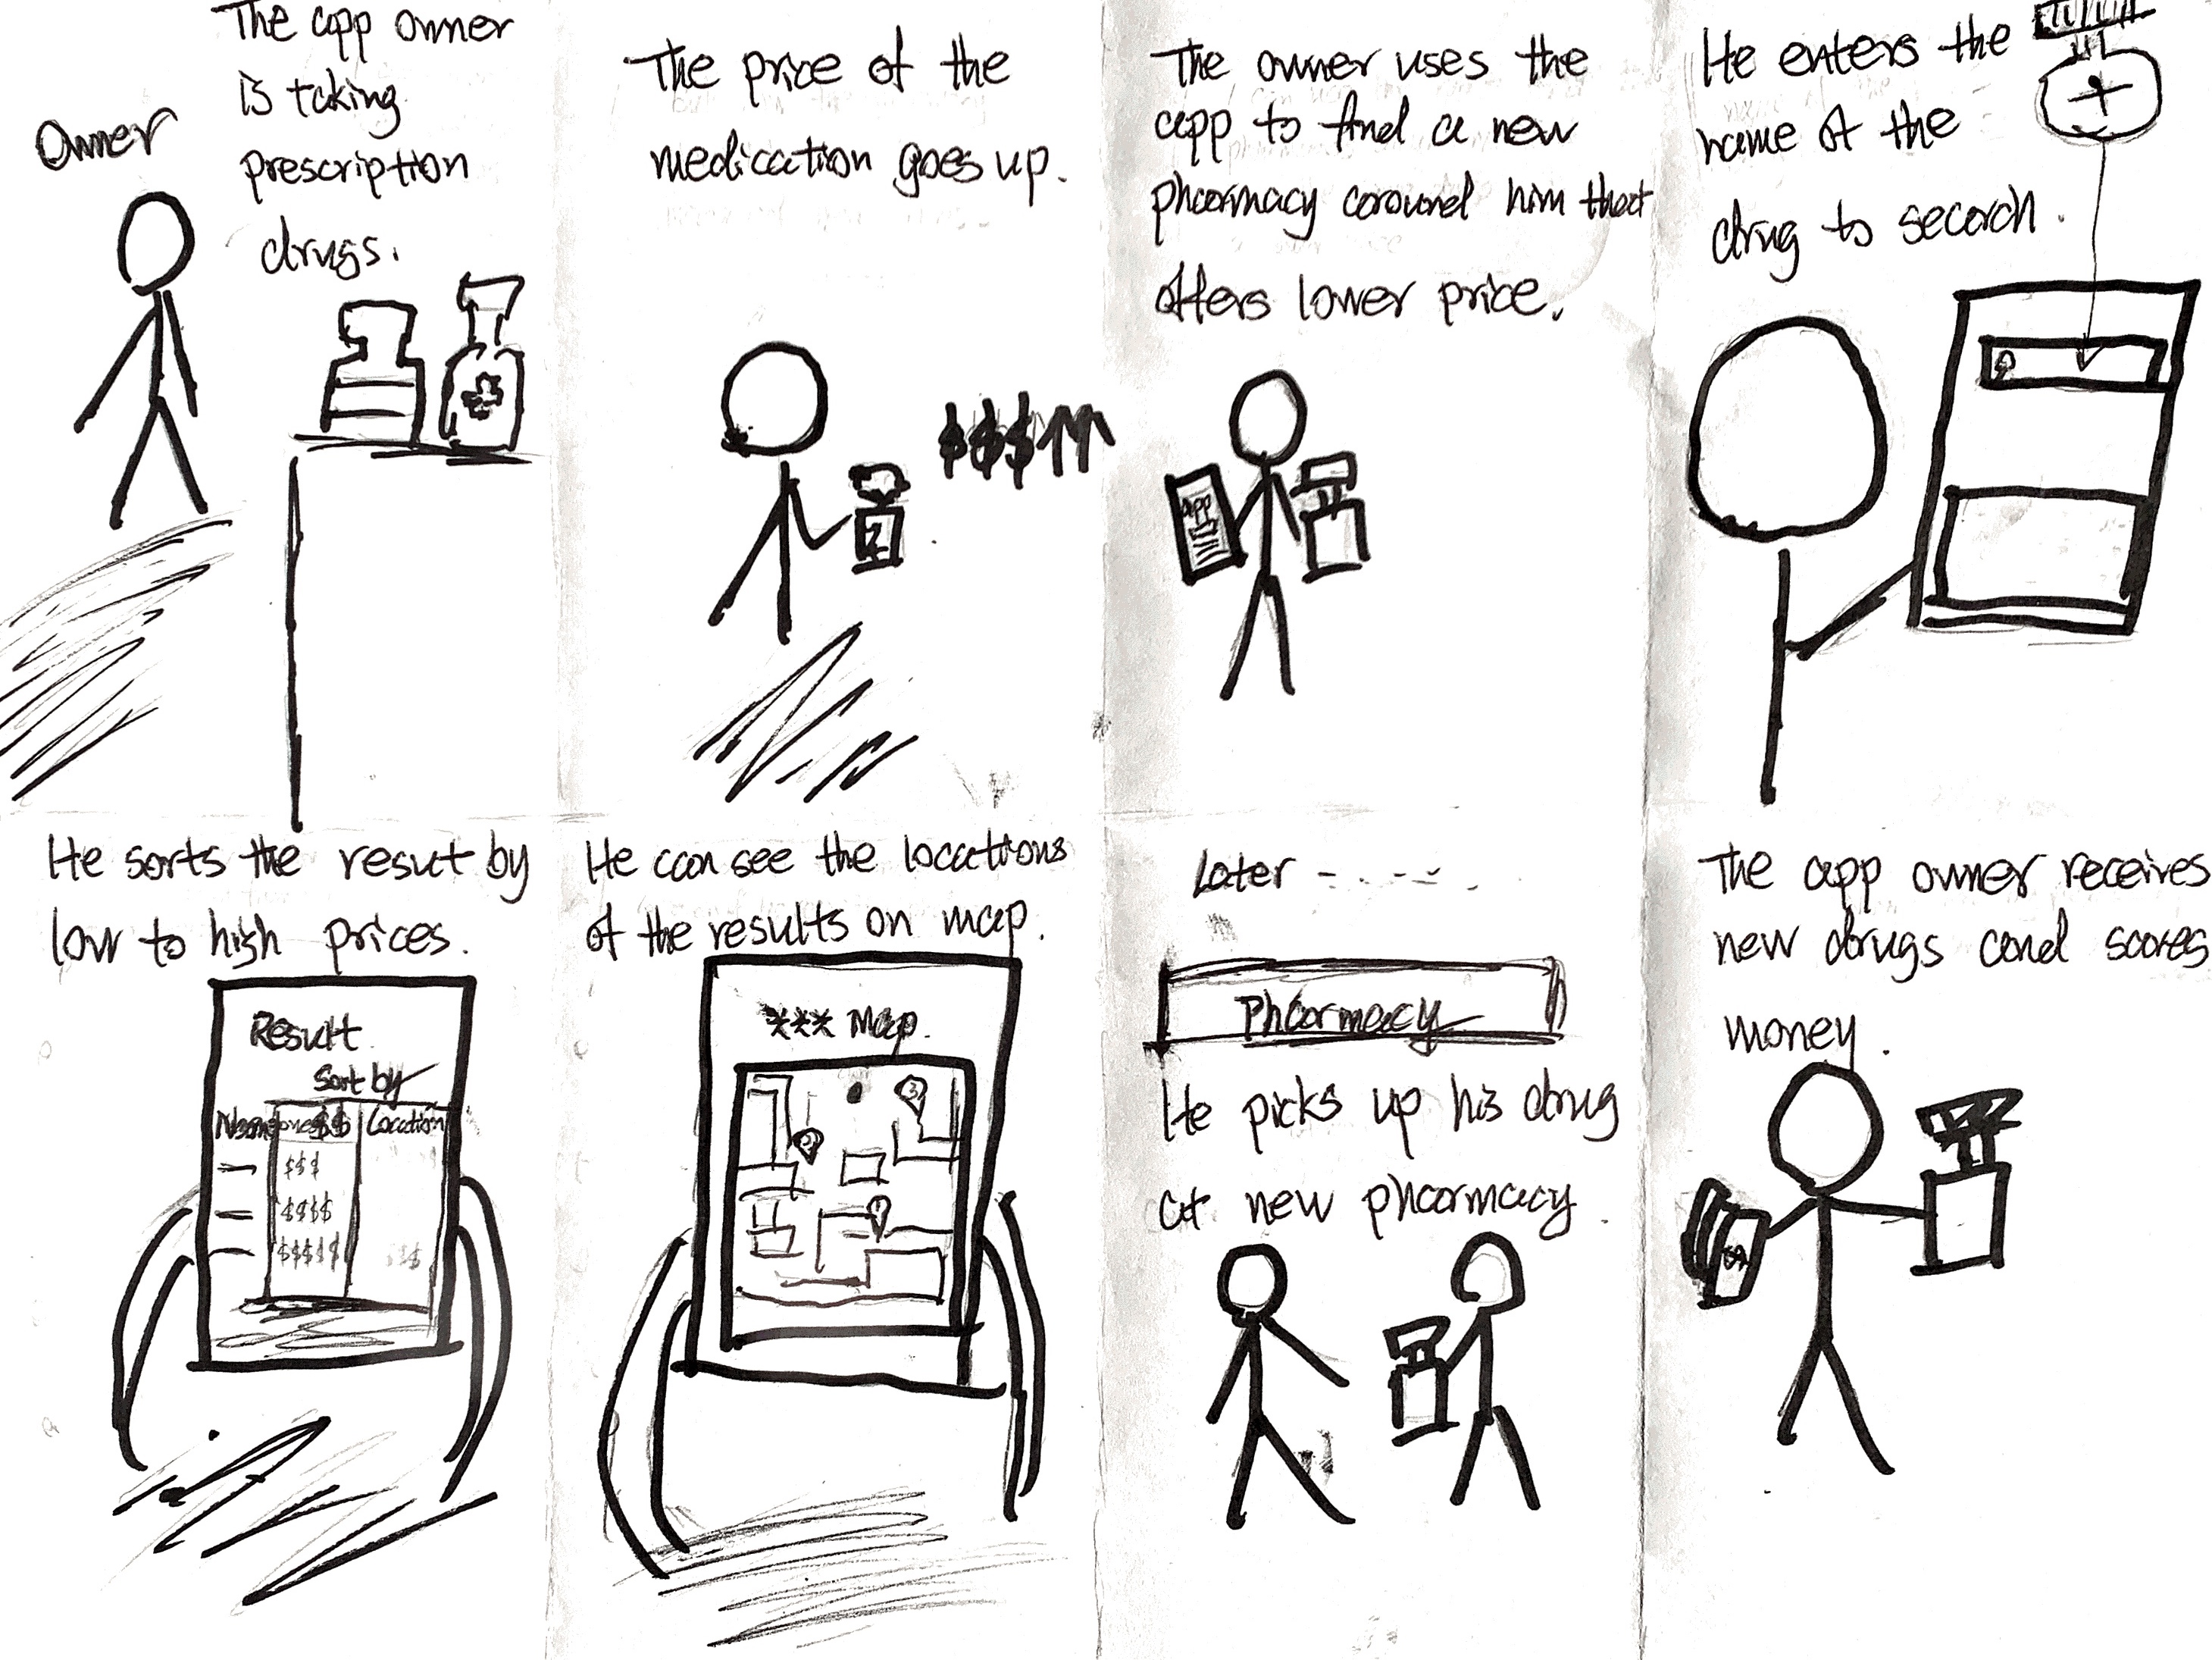 Owner
The app owner
is taking
prescription
drugs.
The price of the
medication goes up.
$$$
The owner uses the
app to find a new
pharmacy around him that
offers lower price.
app
He enters the
name of the
drug to search.
He sorts the result by
low to high prices.
Result
Sort by
Name $$ Location
$$$
$$$$
$$$$$
He can see the locations
of the results on map.
*** Map.
3
2
1
Later - - - - -
Pharmacy
He picks up his drug
at new pharmacy.
The app owner receives
new drugs and scores
money.